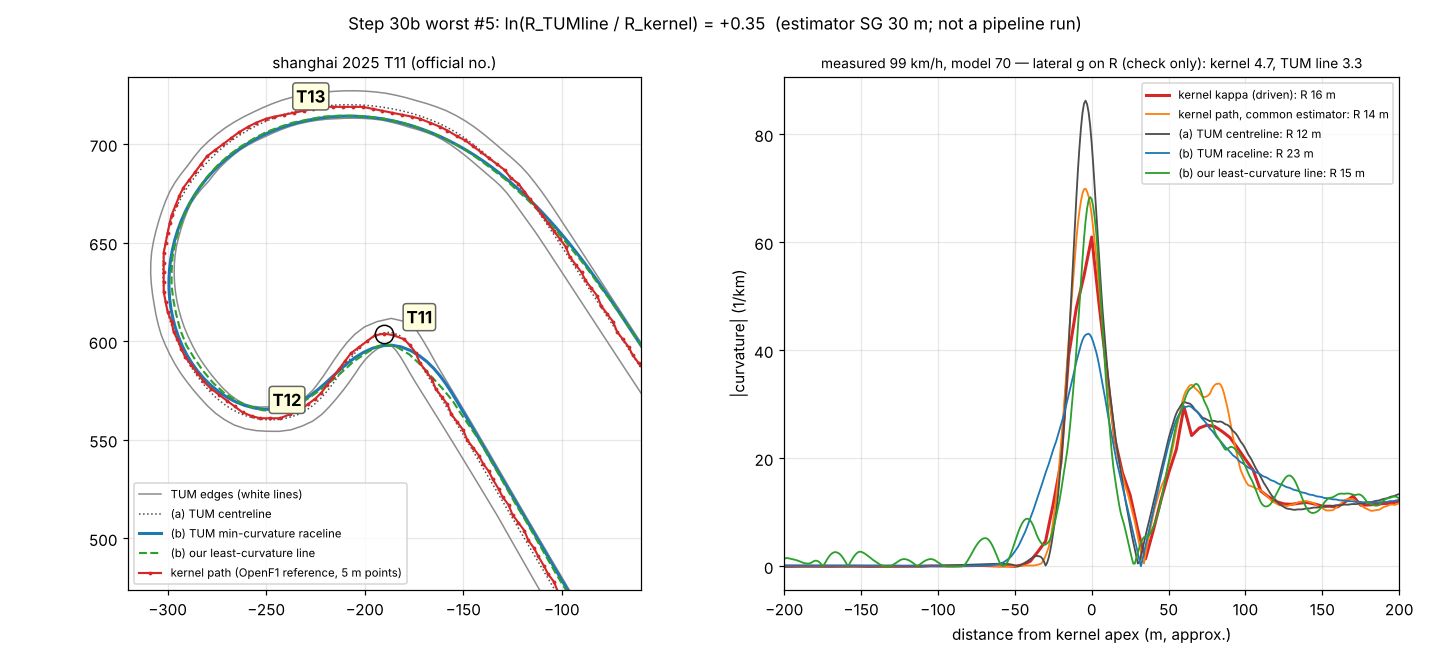 Step 30b worst #5: ln(R_TUMline / R_kernel) = +0.35 (estimator SG 30 m; not a pipeline run)
shanghai 2025 T11 (official no.)
T13
T11
T12
700
650
600
550
500
−300
−250
−200
−150
−100
TUM edges (white lines)
(a) TUM centreline
(b) TUM min-curvature raceline
(b) our least-curvature line
kernel path (OpenF1 reference, 5 m points)
measured 99 km/h, model 70 — lateral g on R (check only): kernel 4.7, TUM line 3.3
kernel kappa (driven): R 16 m
kernel path, common estimator: R 14 m
(a) TUM centreline: R 12 m
(b) TUM raceline: R 23 m
(b) our least-curvature line: R 15 m
|curvature| (1/km)
80
60
40
20
0
−200
−150
−100
−50
0
50
100
150
200
distance from kernel apex (m, approx.)